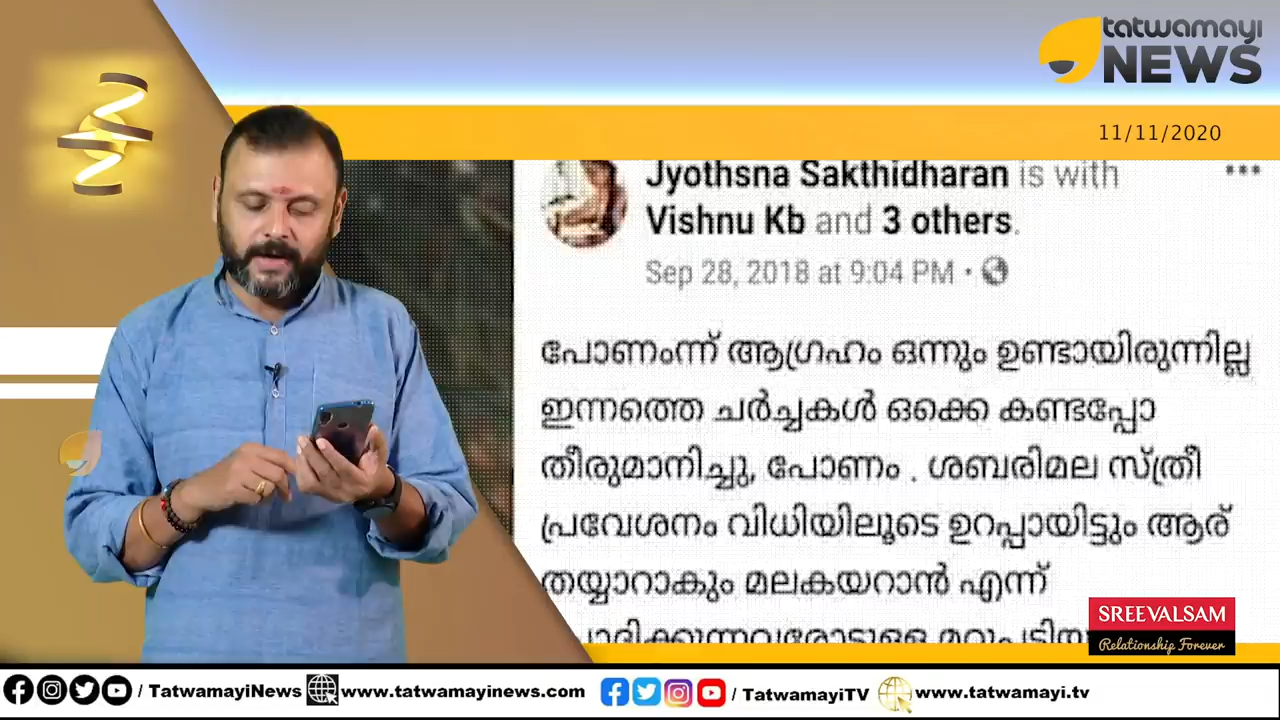 tatwamayi
NEWS
11/11/2020
Jyothsna Sakthidharan is with
Vishnu Kb and 3 others.
Sep 28, 2018 at 9:04 PM
പോണംന്ന് ആഗ്രഹം ഒന്നും ഉണ്ടായിരുന്നില്ല
ഇന്നത്തെ ചർച്ചകൾ ഒക്കെ കണ്ടപ്പോ
തീരുമാനിച്ചു, പോണം . ശബരിമല സ്ത്രീ
പ്രവേശനം വിധിയിലൂടെ ഉറപ്പായിട്ടും ആര്
തയ്യാറാകും മലകയറാൻ എന്ന്
SREEVALSAM
Relationship Forever
/ TatwamayiNews www.tatwamayinews.com / TatwamayiTV www.tatwamayi.tv